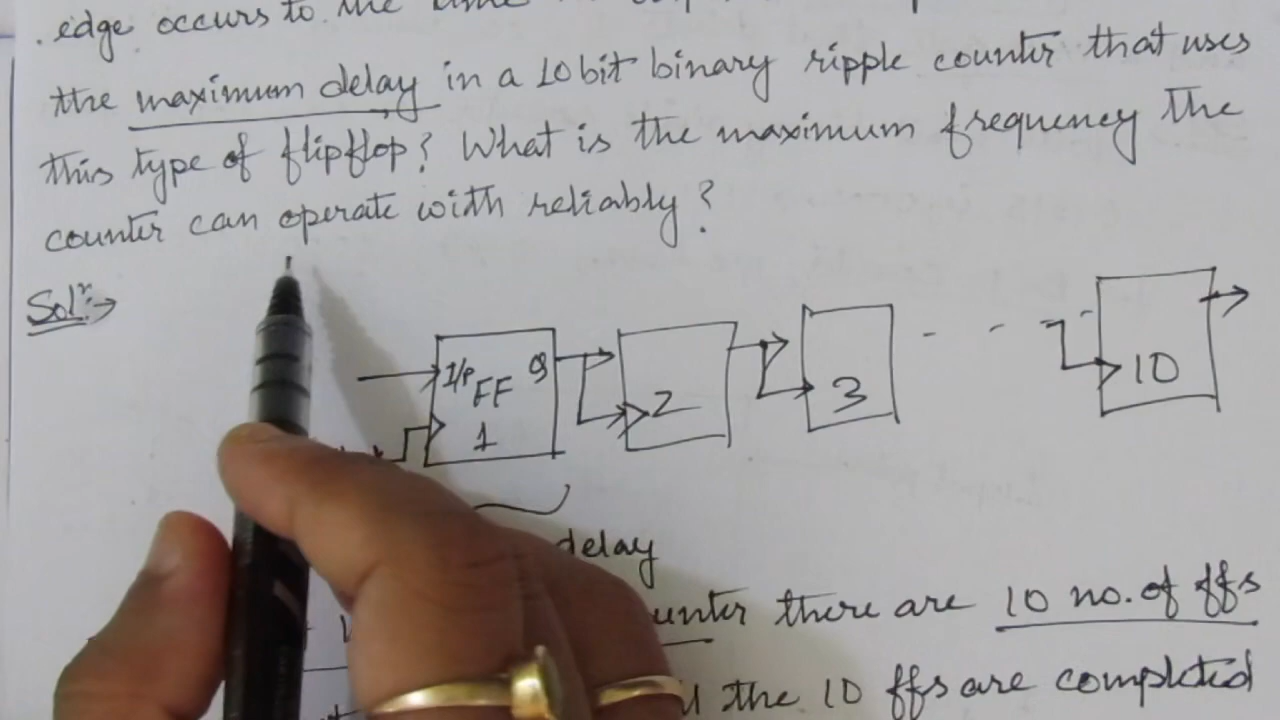 edge occurs to the time
the maximum delay in a 10 bit binary ripple counter that uses
this type of flipflop? What is the maximum frequency the
counter can operate with reliably?
Solⁿ:→
I/P FF Q
1
2
3
10
delay
there are 10 no. of ffs
the 10 ffs are completed